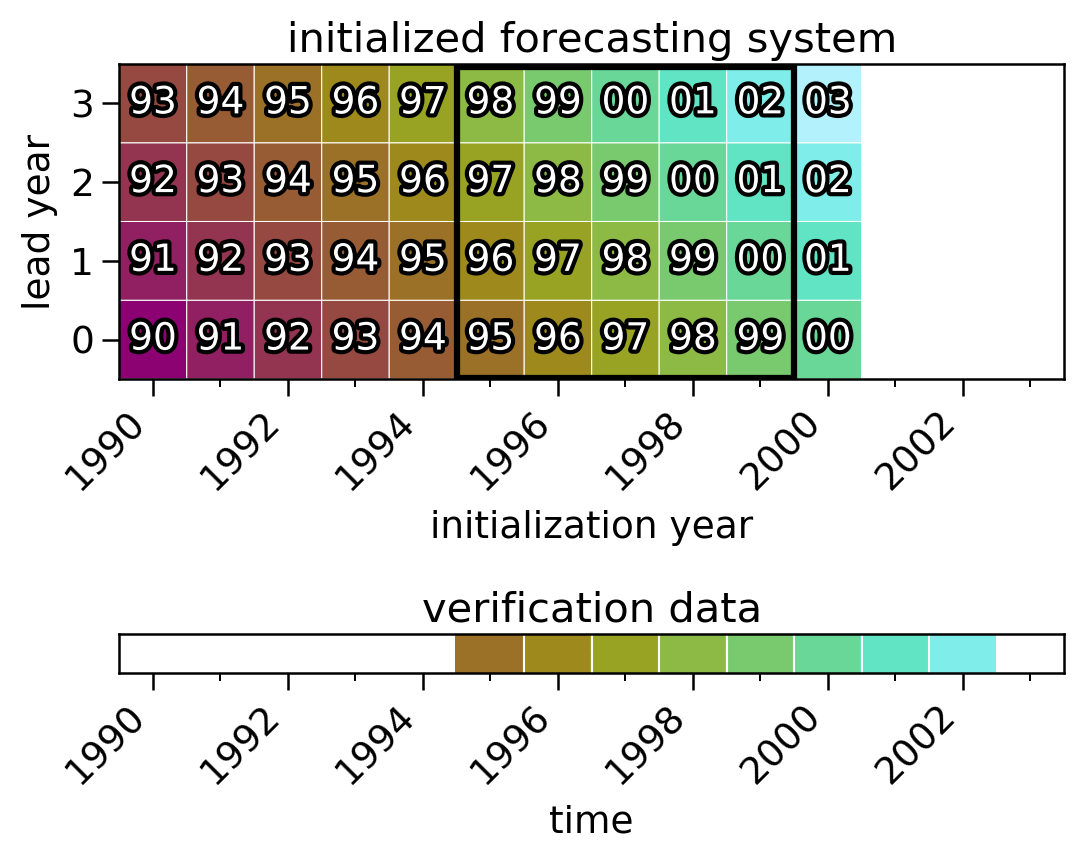 initialized forecasting system
3 93 94 95 96 97 98 99 00 01 02 03
2 92 93 94 95 96 97 98 99 00 01 02
1 91 92 93 94 95 96 97 98 99 00 01
0 90 91 92 93 94 95 96 97 98 99 00
lead year
1990 1992 1994 1996 1998 2000 2002
initialization year
verification data
1990 1992 1994 1996 1998 2000 2002
time